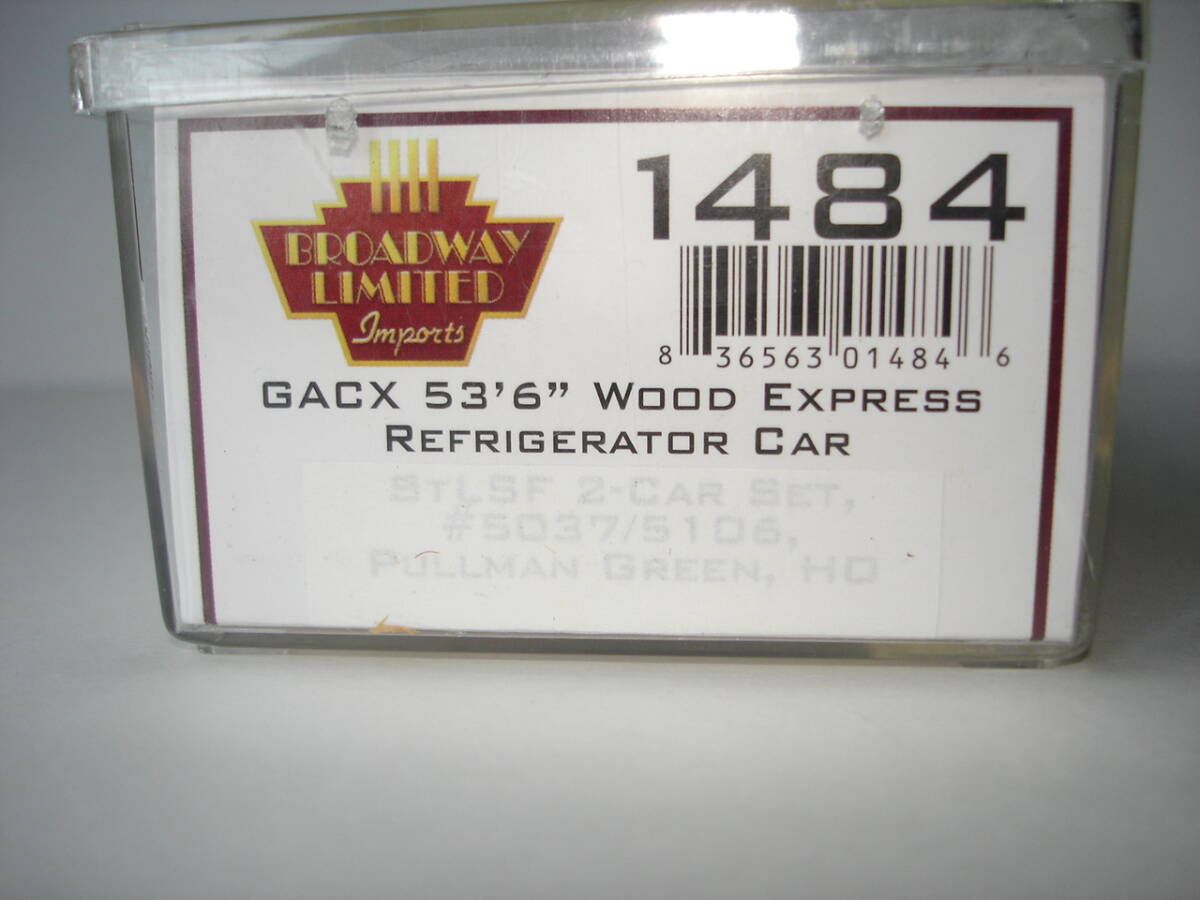 BROADWAY
LIMITED
Imports
1484
8 36563 01484 6
GACX 53'6” WOOD EXPRESS
REFRIGERATOR CAR
STLSF 2-CAR SET,
#5037/5106,
PULLMAN GREEN, HO